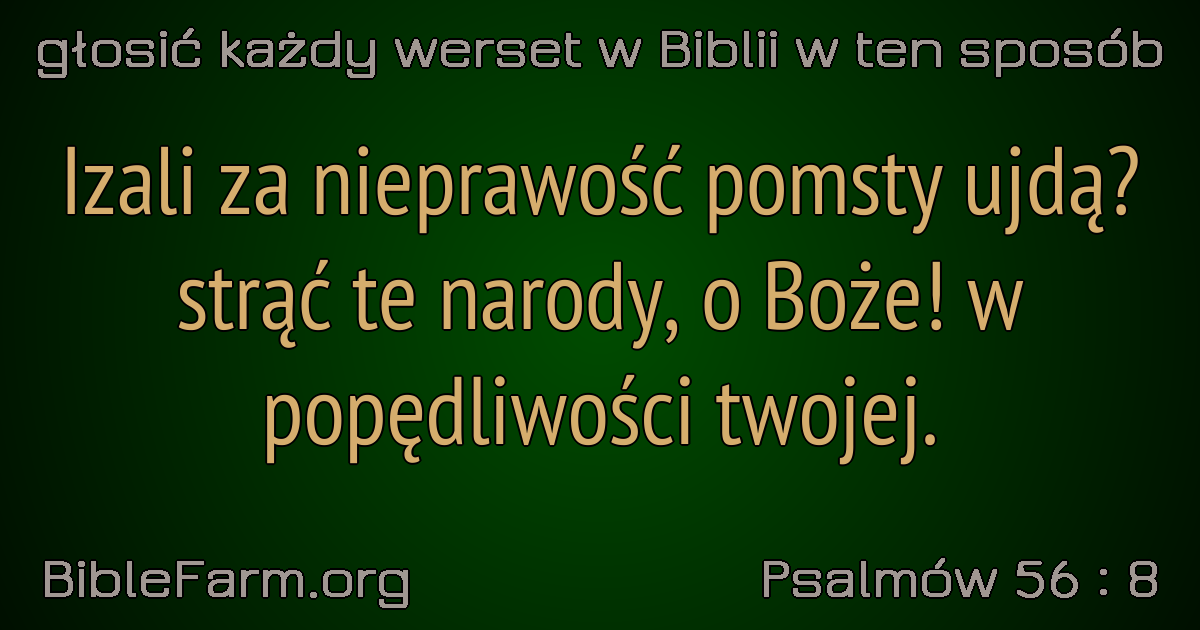 głosić każdy werset w Biblii w ten sposób
Izali za nieprawość pomsty ujdą?
strąć te narody, o Boże! w
popędliwości twojej.
BibleFarm.org
Psalmów 56 : 8